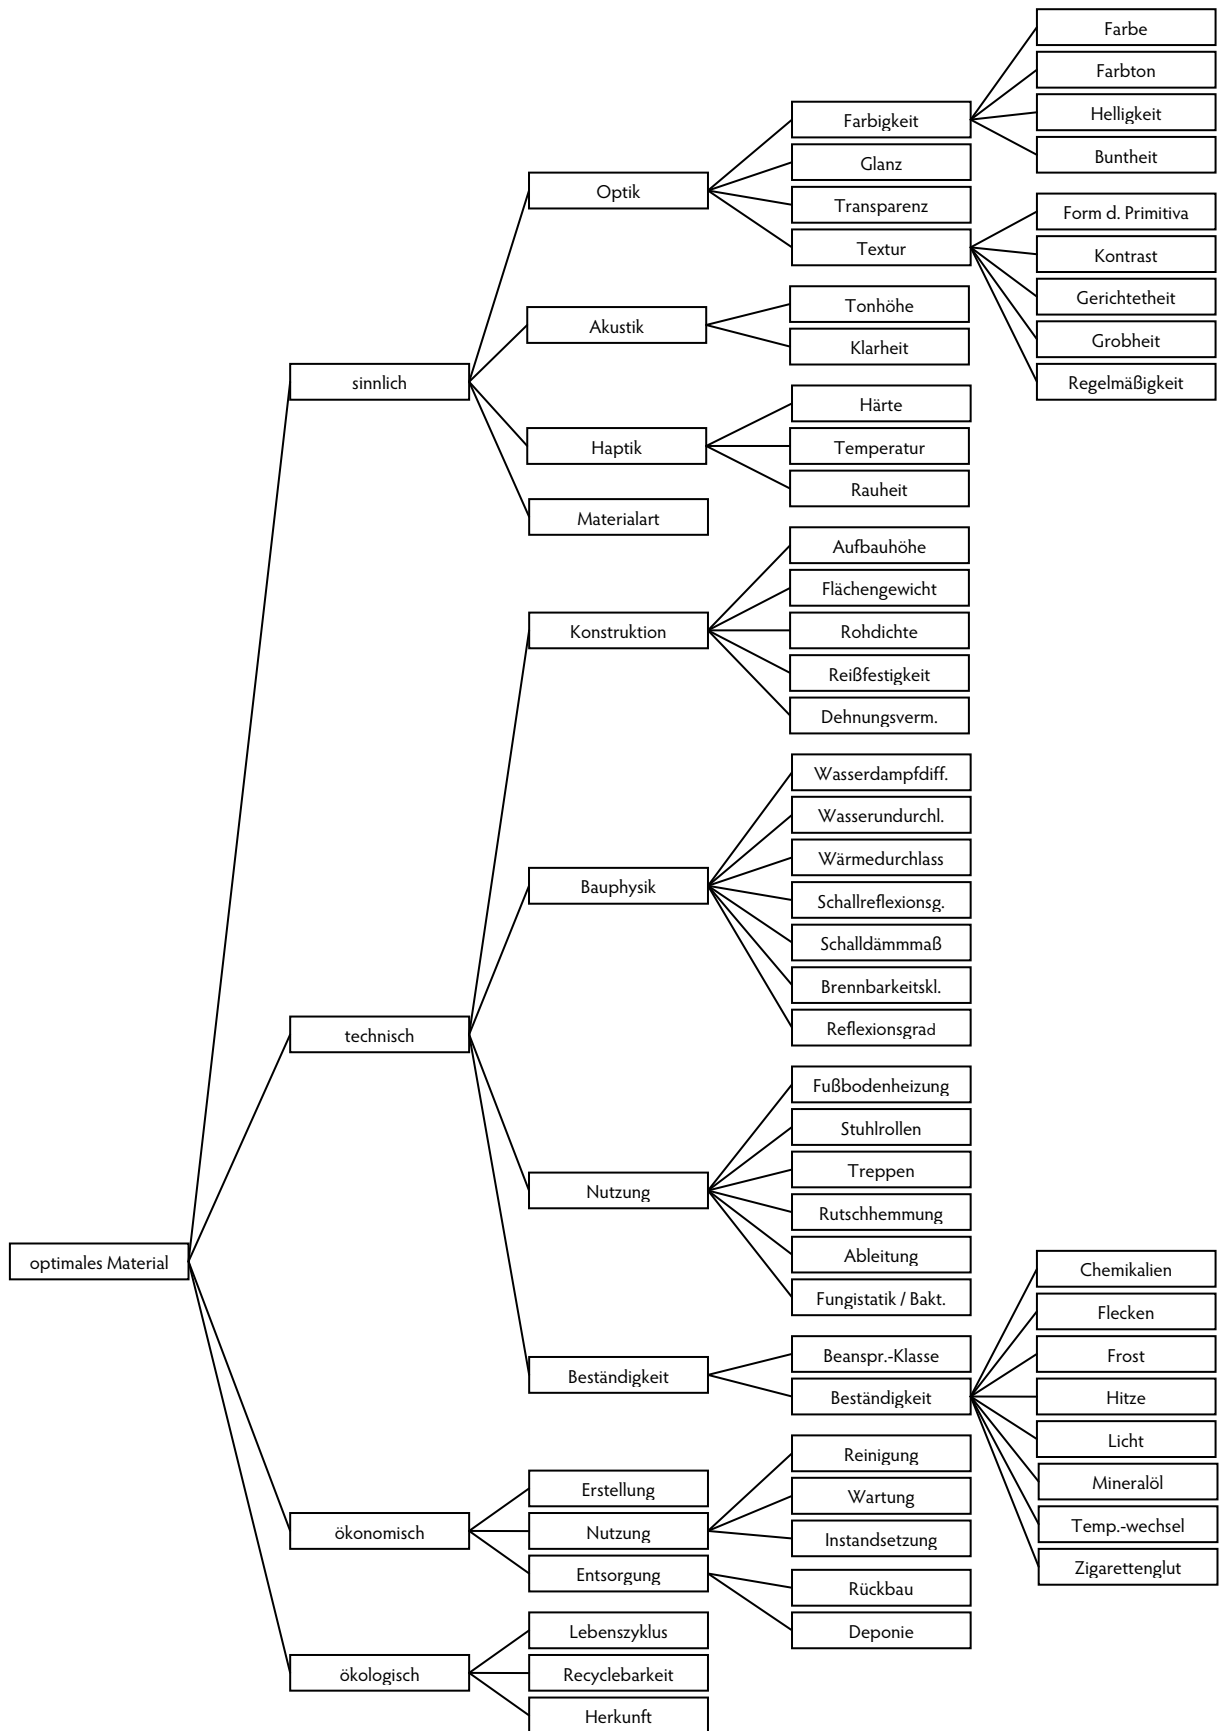 optimales Material
sinnlich
Optik
Farbigkeit
Farbe
Farbton
Helligkeit
Buntheit
Glanz
Transparenz
Textur
Form d. Primitiva
Kontrast
Gerichtetheit
Grobheit
Regelmäßigkeit
Akustik
Tonhöhe
Klarheit
Haptik
Härte
Temperatur
Rauheit
Materialart
technisch
Konstruktion
Aufbauhöhe
Flächengewicht
Rohdichte
Reißfestigkeit
Dehnungsverm.
Bauphysik
Wasserdampfdiff.
Wasserundurchl.
Wärmedurchlass
Schallreflexionsg.
Schalldämmmaß
Brennbarkeitskl.
Reflexionsgrad
Nutzung
Fußbodenheizung
Stuhlrollen
Treppen
Rutschhemmung
Ableitung
Fungistatik / Bakt.
Beständigkeit
Beanspr.-Klasse
Beständigkeit
Chemikalien
Flecken
Frost
Hitze
Licht
Mineralöl
Temp.-wechsel
Zigarettenglut
ökonomisch
Erstellung
Nutzung
Reinigung
Wartung
Instandsetzung
Entsorgung
Rückbau
Deponie
ökologisch
Lebenszyklus
Recyclebarkeit
Herkunft